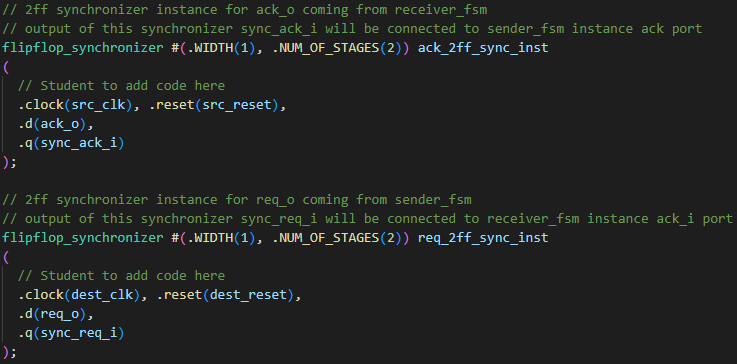 // 2ff synchronizer instance for ack_o coming from receiver_fsm
// output of this synchronizer sync_ack_i will be connected to sender_fsm instance ack port
flipflop_synchronizer #(.WIDTH(1), .NUM_OF_STAGES(2)) ack_2ff_sync_inst
(
  // Student to add code here
  .clock(src_clk), .reset(src_reset),
  .d(ack_o),
  .q(sync_ack_i)
);

// 2ff synchronizer instance for req_o coming from sender_fsm
// output of this synchronizer sync_req_i will be connected to receiver_fsm instance ack_i port
flipflop_synchronizer #(.WIDTH(1), .NUM_OF_STAGES(2)) req_2ff_sync_inst
(
  // Student to add code here
  .clock(dest_clk), .reset(dest_reset),
  .d(req_o),
  .q(sync_req_i)
);